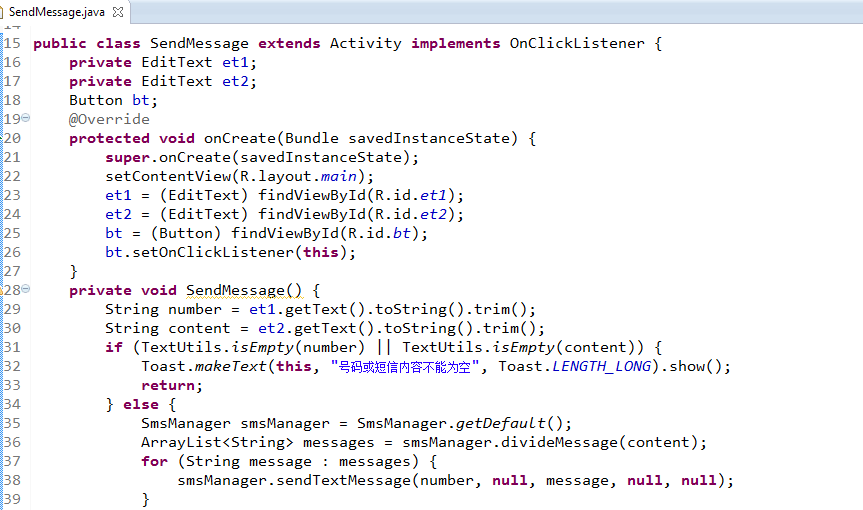 SendMessage.java
15 public class SendMessage extends Activity implements OnClickListener {
16 private EditText et1;
17 private EditText et2;
18 Button bt;
19 @Override
20 protected void onCreate(Bundle savedInstanceState) {
21 super.onCreate(savedInstanceState);
22 setContentView(R.layout.main);
23 et1 = (EditText) findViewById(R.id.et1);
24 et2 = (EditText) findViewById(R.id.et2);
25 bt = (Button) findViewById(R.id.bt);
26 bt.setOnClickListener(this);
27 }
28 private void SendMessage() {
29 String number = et1.getText().toString().trim();
30 String content = et2.getText().toString().trim();
31 if (TextUtils.isEmpty(number) || TextUtils.isEmpty(content)) {
32 Toast.makeText(this, "号码或短信内容不能为空", Toast.LENGTH_LONG).show();
33 return;
34 } else {
35 SmsManager smsManager = SmsManager.getDefault();
36 ArrayList<String> messages = smsManager.divideMessage(content);
37 for (String message : messages) {
38 smsManager.sendTextMessage(number, null, message, null, null);
39 }